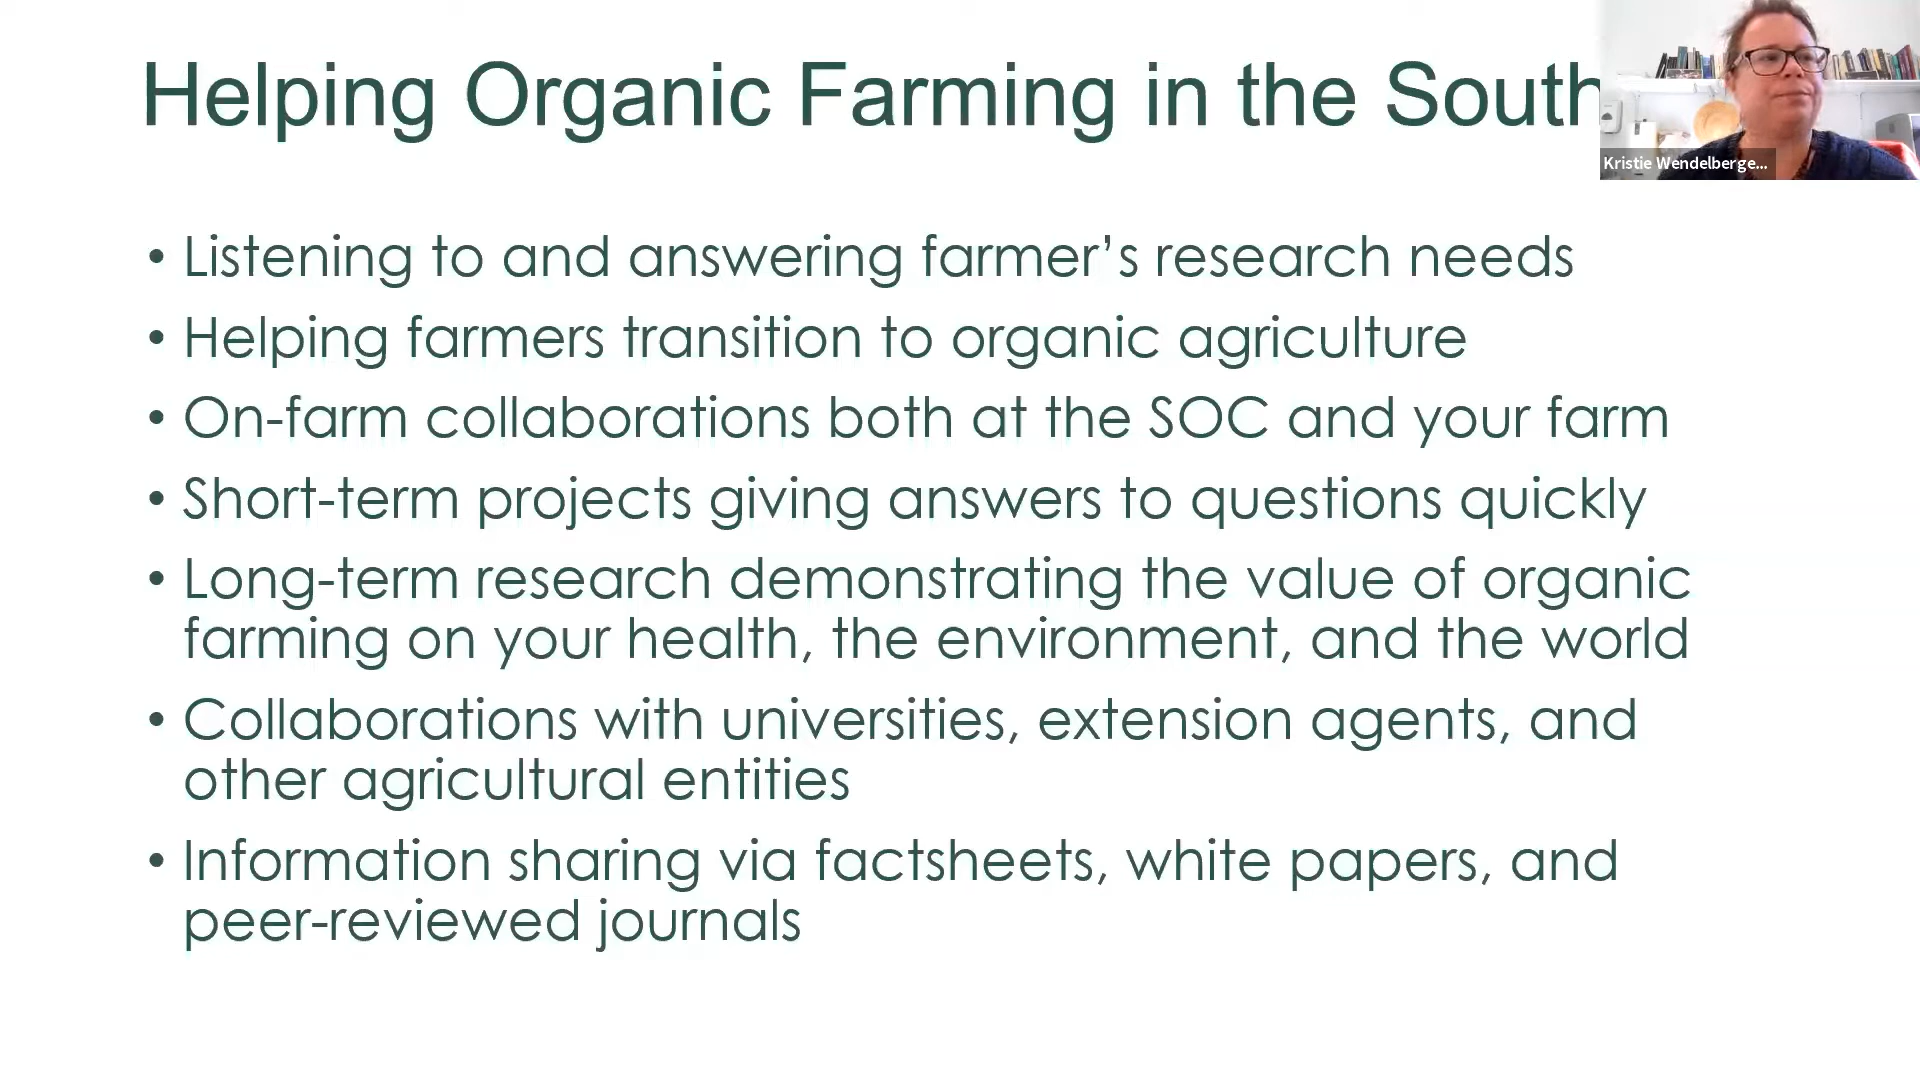 Helping Organic Farming in the South
Kristie Wendelberge...
• Listening to and answering farmer’s research needs
• Helping farmers transition to organic agriculture
• On-farm collaborations both at the SOC and your farm
• Short-term projects giving answers to questions quickly
• Long-term research demonstrating the value of organic
farming on your health, the environment, and the world
• Collaborations with universities, extension agents, and
other agricultural entities
• Information sharing via factsheets, white papers, and
peer-reviewed journals